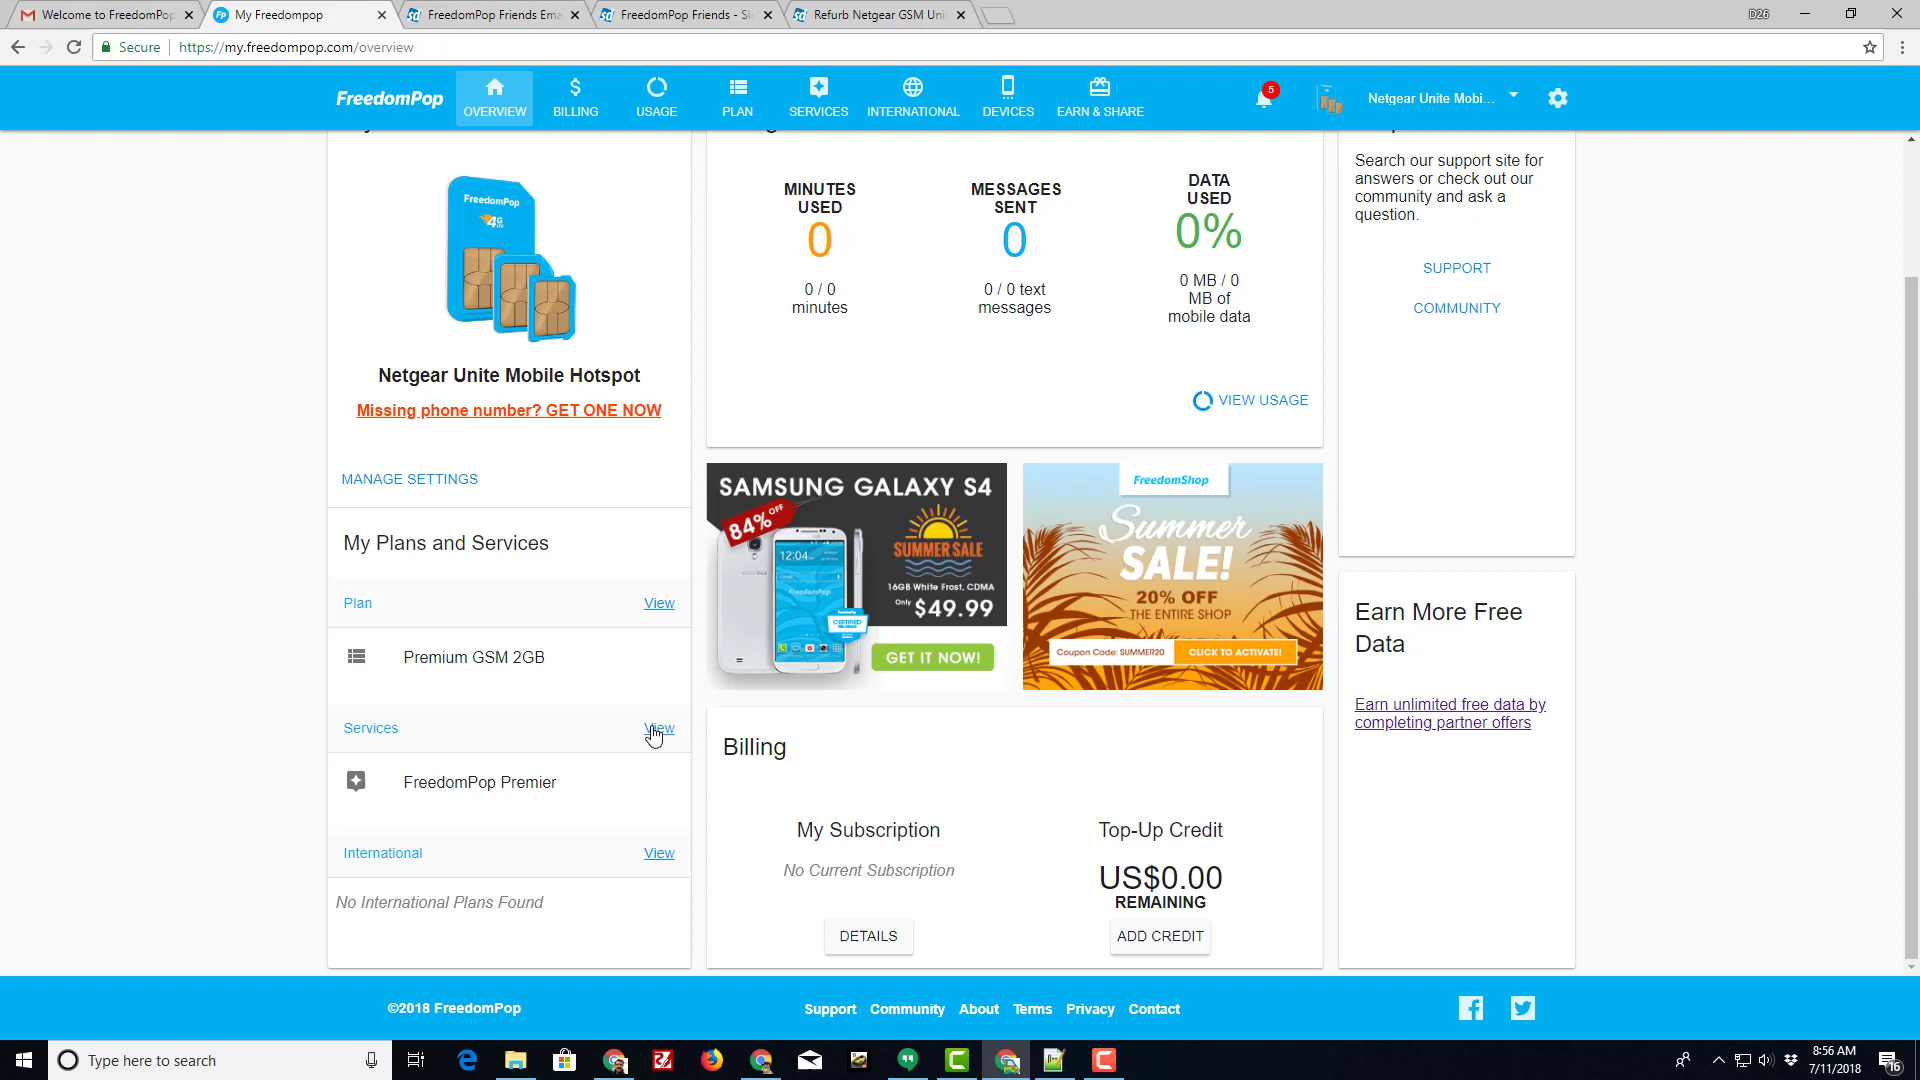 Welcome to FreedomPop
My Freedompop
FreedomPop Friends Ema
FreedomPop Friends - Sli
Refurb Netgear GSM Uni
D26
Secure
https://my.freedompop.com/overview
FreedomPop
OVERVIEW
BILLING
USAGE
PLAN
SERVICES
INTERNATIONAL
DEVICES
EARN & SHARE
5
Netgear Unite Mobi...
FreedomPop
4G
Netgear Unite Mobile Hotspot
Missing phone number? GET ONE NOW
MANAGE SETTINGS
My Plans and Services
Plan
View
Premium GSM 2GB
Services
View
FreedomPop Premier
International
View
No International Plans Found
MINUTES
USED
0
0 / 0
minutes
MESSAGES
SENT
0
0 / 0 text
messages
DATA
USED
0%
0 MB / 0
MB of
mobile data
VIEW USAGE
SAMSUNG GALAXY S4
84% OFF
12:04
FreedomPop
SUMMER SALE
16GB White Frost, CDMA
Only $49.99
CERTIFIED
GET IT NOW!
FreedomShop
Summer
SALE!
20% OFF
THE ENTIRE SHOP
Coupon Code: SUMMER20
CLICK TO ACTIVATE!
Billing
My Subscription
No Current Subscription
DETAILS
Top-Up Credit
US$0.00
REMAINING
ADD CREDIT
Search our support site for
answers or check out our
community and ask a
question.
SUPPORT
COMMUNITY
Earn More Free
Data
Earn unlimited free data by
completing partner offers
©2018 FreedomPop
Support
Community
About
Terms
Privacy
Contact
Type here to search
8:56 AM
7/11/2018
16